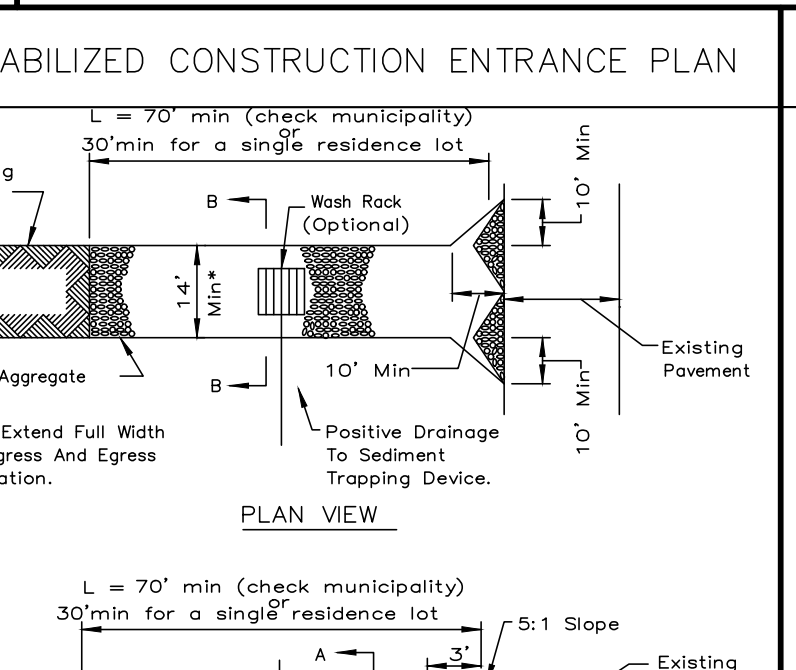 ABILIZED CONSTRUCTION ENTRANCE PLAN
L = 70' min (check municipality)
or
30'min for a single residence lot
g
B
Wash Rack
(Optional)
10' Min
14'
Min*
Existing
Pavement
10' Min
Aggregate
B
10' Min
Extend Full Width
gress And Egress
ation.
Positive Drainage
To Sediment
Trapping Device.
PLAN VIEW
L = 70' min (check municipality)
or
30'min for a single residence lot
5:1 Slope
A
3'
Existing